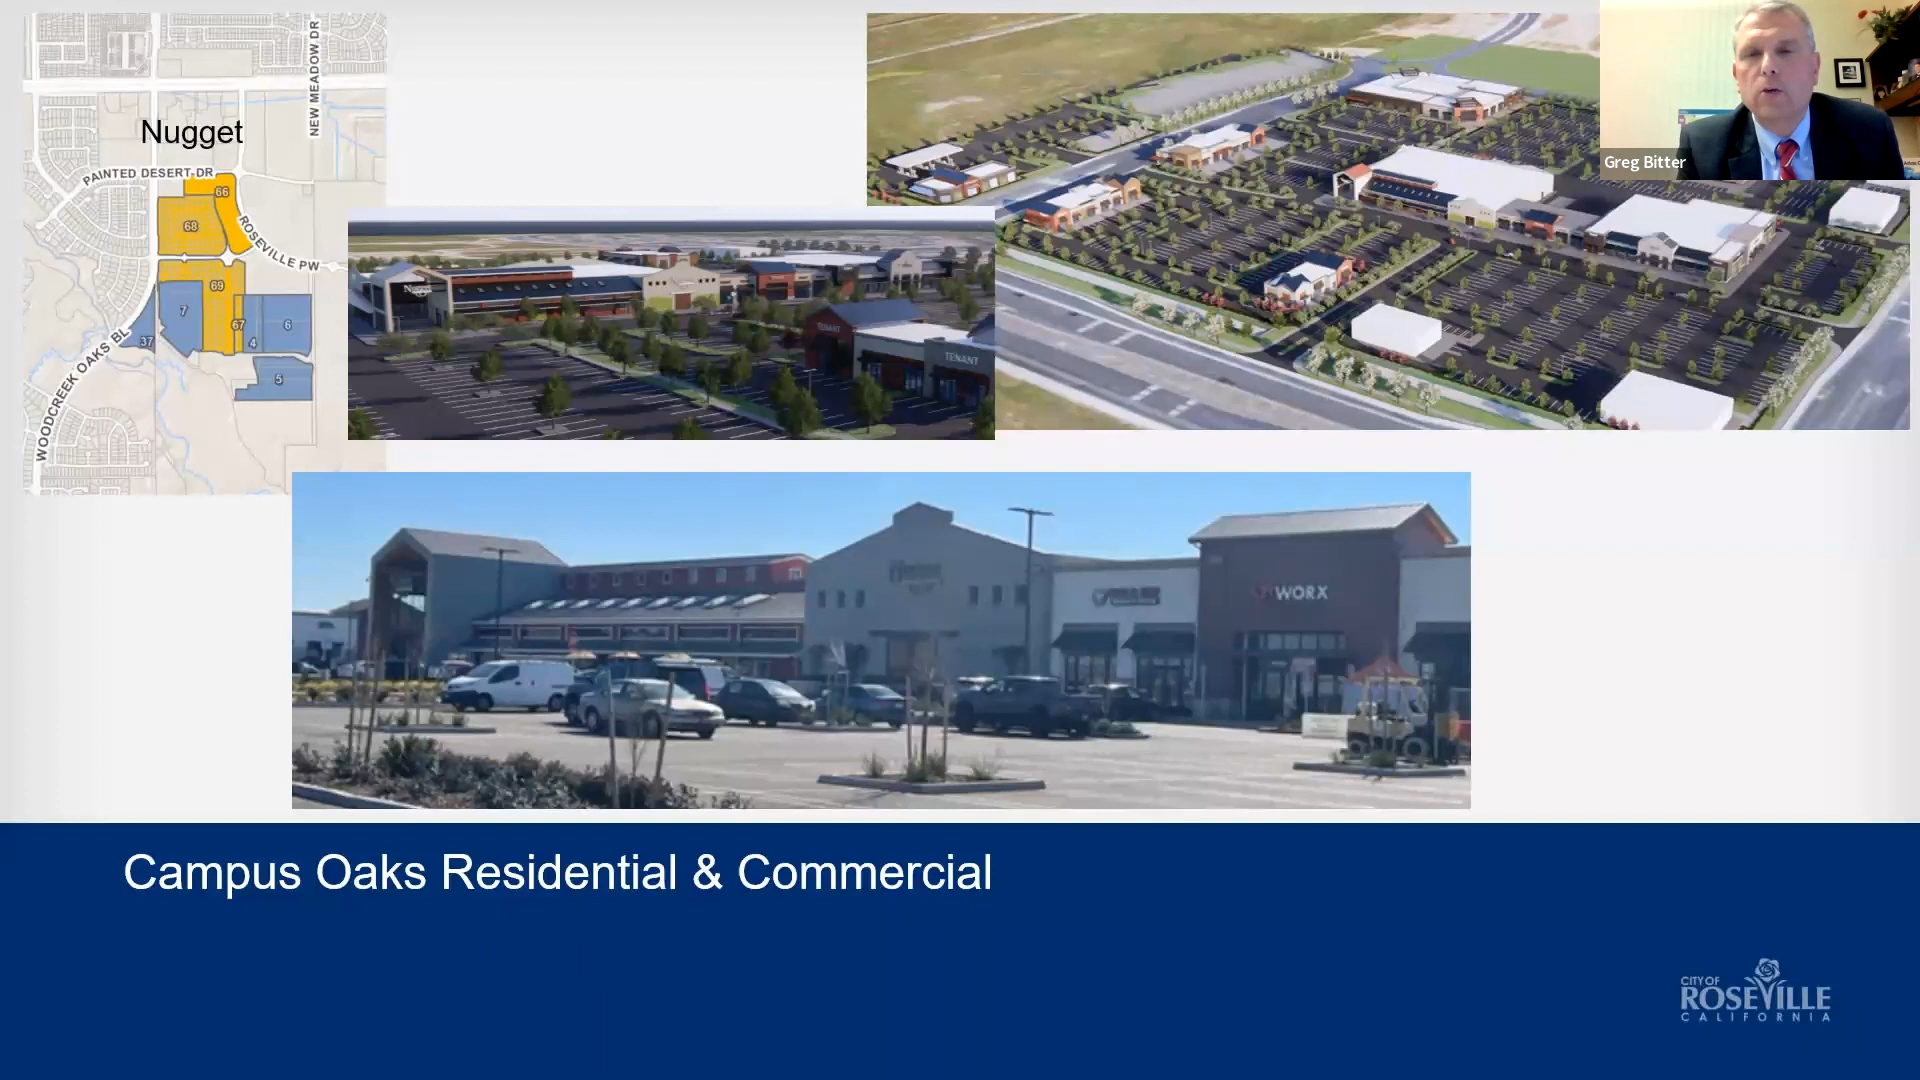 NEW MEADOW DR
Nugget
PAINTED DESERT DR
66
68
ROSEVILLE PW
69
7
67
6
37
4
5
WOODCREEK OAKS BL
Nugget
TENANT
TENANT
Greg Bitter
WORX
Campus Oaks Residential & Commercial
CITY OF
ROSEVILLE
CALIFORNIA